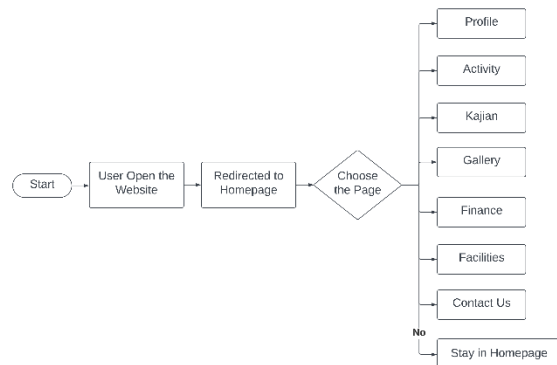 Profile
Activity
Kajian
Gallery
Start
User Open the
Website
Redirected to
Homepage
Choose
the Page
Finance
Facilities
Contact Us
No
Stay in Homepage